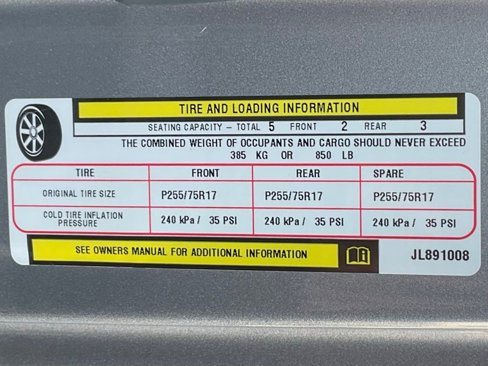 TIRE AND LOADING INFORMATION
SEATING CAPACITY - TOTAL 5 FRONT 2 REAR 3
THE COMBINED WEIGHT OF OCCUPANTS AND CARGO SHOULD NEVER EXCEED
385 KG OR 850 LB
TIRE FRONT REAR SPARE
ORIGINAL TIRE SIZE P255/75R17 P255/75R17 P255/75R17
COLD TIRE INFLATION
PRESSURE 240 kPa / 35 PSI 240 kPa / 35 PSI 240 kPa / 35 PSI
SEE OWNERS MANUAL FOR ADDITIONAL INFORMATION JL891008